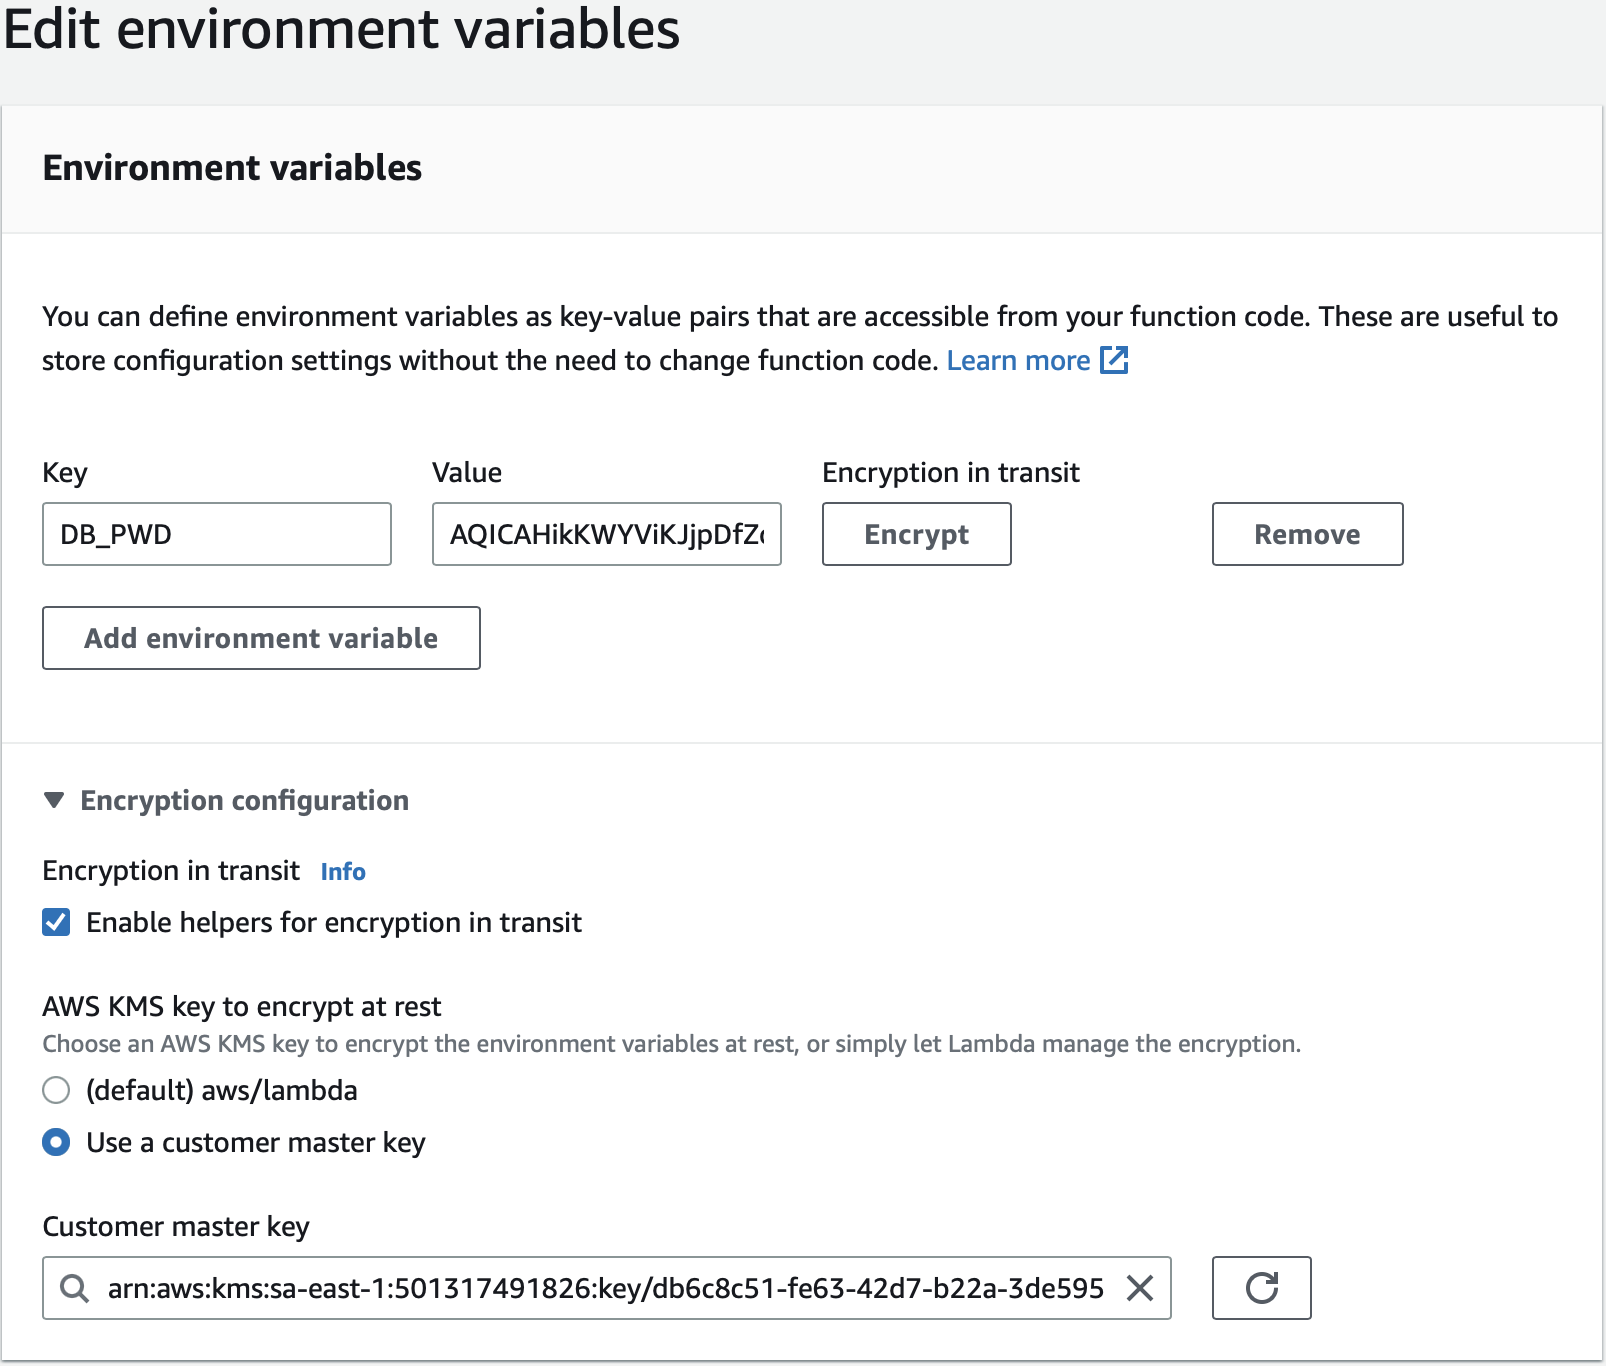 Edit environment variables
Environment variables
You can define environment variables as key-value pairs that are accessible from your function code. These are useful to
store configuration settings without the need to change function code. Learn more
Key Value Encryption in transit
DB_PWD AQICAHikKWYViKJjpDfZ Encrypt Remove
Add environment variable
Encryption configuration
Encryption in transit Info
Enable helpers for encryption in transit
AWS KMS key to encrypt at rest
Choose an AWS KMS key to encrypt the environment variables at rest, or simply let Lambda manage the encryption.
(default) aws/lambda
Use a customer master key
Customer master key
arn:aws:kms:sa-east-1:501317491826:key/db6c8c51-fe63-42d7-b22a-3de595